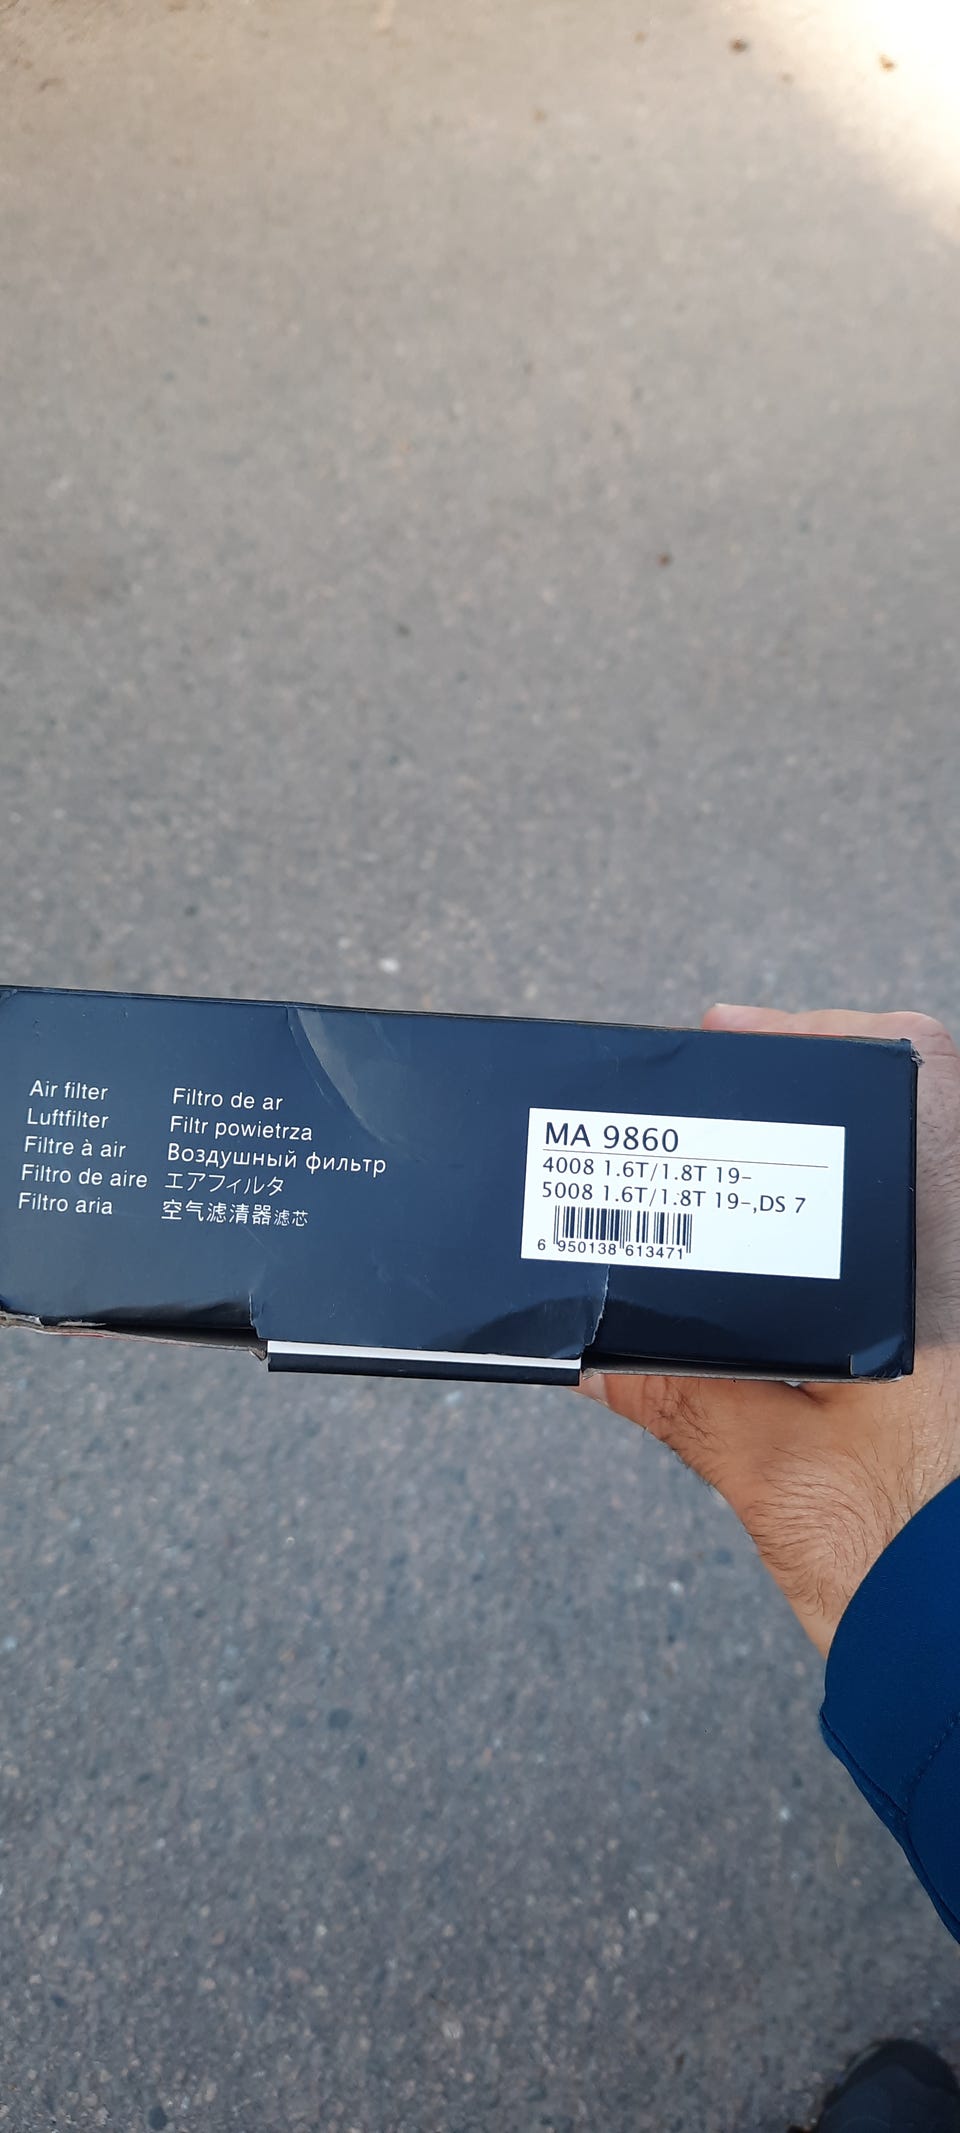 Air filter
Luftfilter
Filtre à air
Filtro de aire
Filtro aria
Filtro de ar
Filtr powietrza
Воздушный фильтр
エアフィルタ
空气滤清器滤芯
MA 9860
4008 1.6T/1.8T 19-
5008 1.6T/1.8T 19-,DS 7
6 950138 613471